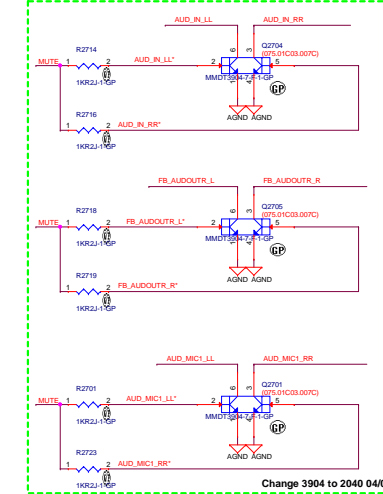 AUD_IN_LL AUD_IN_RR
R2714 6 3 Q2704
MUTE 1 2 AUD_IN_LL* 2 5 (075.01C03.007C)
1KR2J-1-GP MMDT3904-7-F-1-GP
1 4 GP
R2716
1 2 AUD_IN_RR* AGND AGND
1KR2J-1-GP
FB_AUDOUTR_L FB_AUDOUTR_R
R2718 6 3 Q2705
MUTE 1 2 FB_AUDOUTR_L* 2 5 (075.01C03.007C)
1KR2J-1-GP MMDT3904-7-F-1-GP
1 4 GP
R2719
1 2 FB_AUDOUTR_R* AGND AGND
1KR2J-1-GP
AUD_MIC1_LL AUD_MIC1_RR
R2701 6 3 Q2701
MUTE 1 2 AUD_MIC1_LL* 2 5 (075.01C03.007C)
1KR2J-1-GP MMDT3904-7-F-1-GP
1 4 GP
R2723
1 2 AUD_MIC1_RR* AGND AGND
1KR2J-1-GP
Change 3904 to 2040 04/0